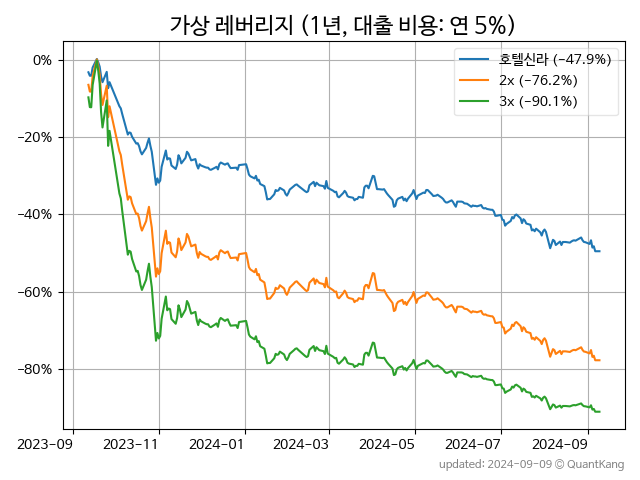 가상 레버리지 (1년, 대출 비용: 연 5%)
호텔신라 (−47.9%)
2x (−76.2%)
3x (−90.1%)
0%
−20%
−40%
−60%
−80%
2023−09 2023−11 2024−01 2024−03 2024−05 2024−07 2024−09
updated: 2024−09−09 © QuantKang